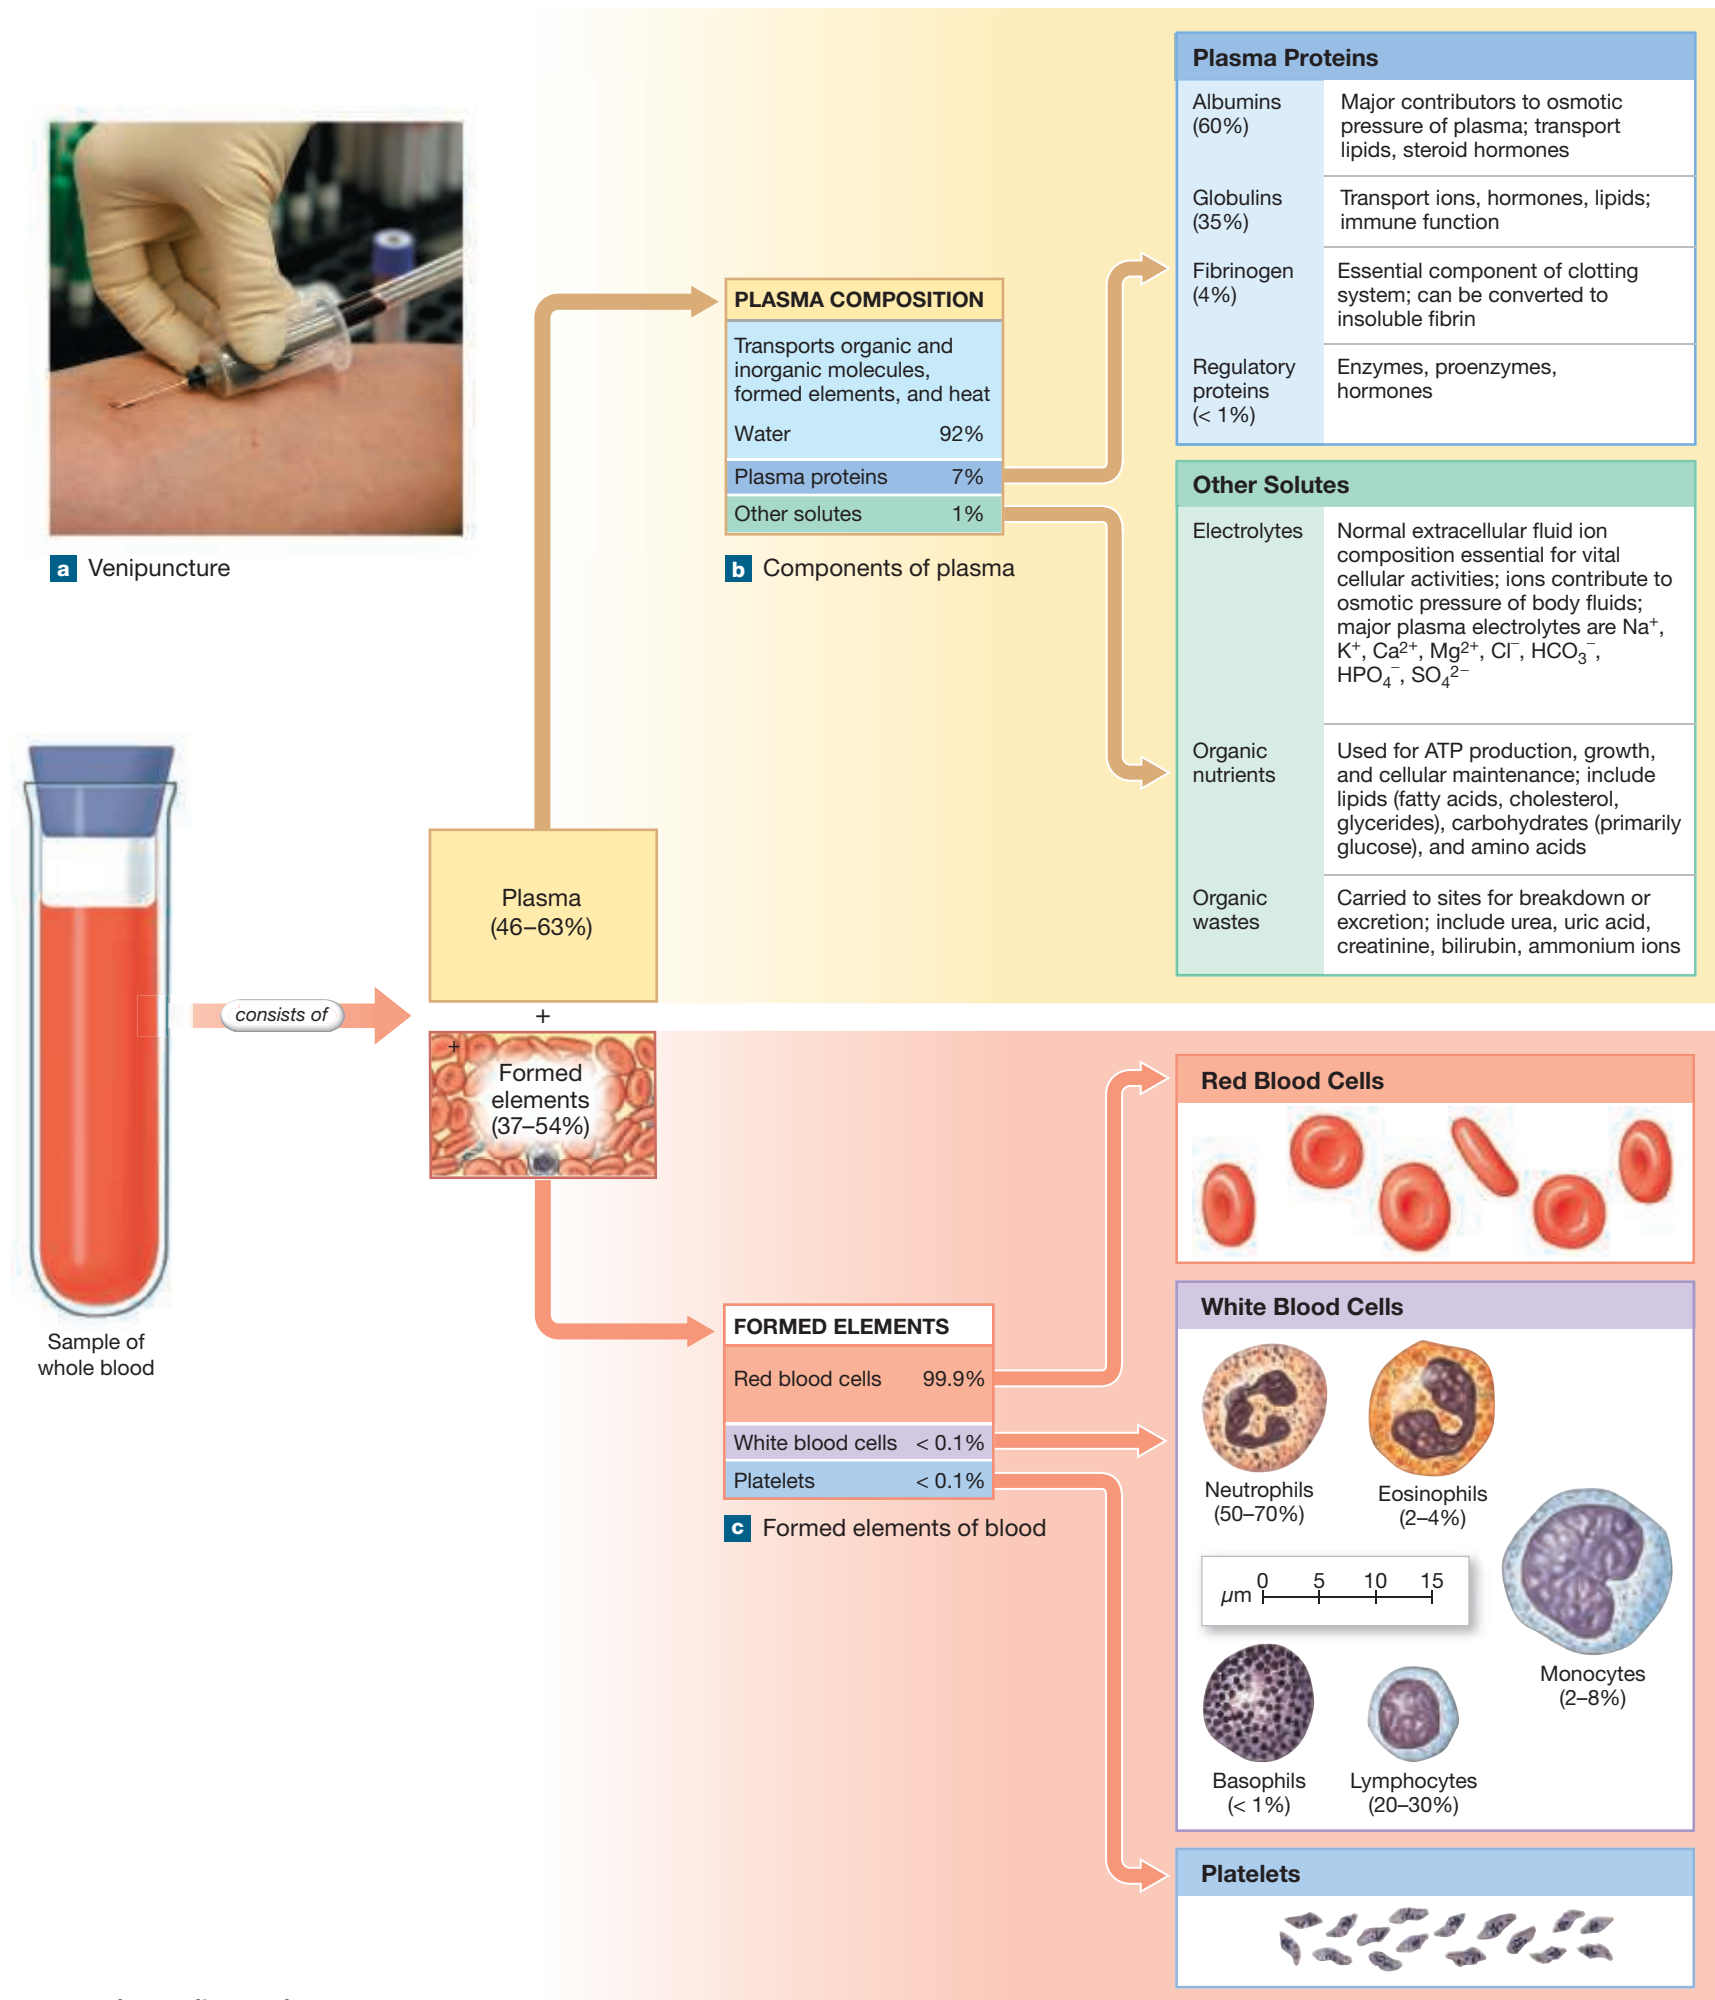 Plasma Proteins
Albumins
(60%)
Major contributors to osmotic
pressure of plasma; transport
lipids, steroid hormones
Globulins
(35%)
Transport ions, hormones, lipids;
immune function
Fibrinogen
(4%)
Essential component of clotting
system; can be converted to
insoluble fibrin
Regulatory
proteins
(< 1%)
Enzymes, proenzymes,
hormones
PLASMA COMPOSITION
Transports organic and
inorganic molecules,
formed elements, and heat
Water 92%
Plasma proteins 7%
Other solutes 1%
a Venipuncture
b Components of plasma
Other Solutes
Electrolytes
Normal extracellular fluid ion
composition essential for vital
cellular activities; ions contribute to
osmotic pressure of body fluids;
major plasma electrolytes are Na⁺,
K⁺, Ca²⁺, Mg²⁺, Cl⁻, HCO₃⁻,
HPO₄⁻, SO₄²⁻
Organic
nutrients
Used for ATP production, growth,
and cellular maintenance; include
lipids (fatty acids, cholesterol,
glycerides), carbohydrates (primarily
glucose), and amino acids
Organic
wastes
Carried to sites for breakdown or
excretion; include urea, uric acid,
creatinine, bilirubin, ammonium ions
Plasma
(46–63%)
consists of
+
+
Formed
elements
(37–54%)
Sample of
whole blood
FORMED ELEMENTS
Red blood cells 99.9%
White blood cells < 0.1%
Platelets < 0.1%
c Formed elements of blood
Red Blood Cells
White Blood Cells
Neutrophils
(50–70%)
Eosinophils
(2–4%)
µm 0 5 10 15
Monocytes
(2–8%)
Basophils
(< 1%)
Lymphocytes
(20–30%)
Platelets